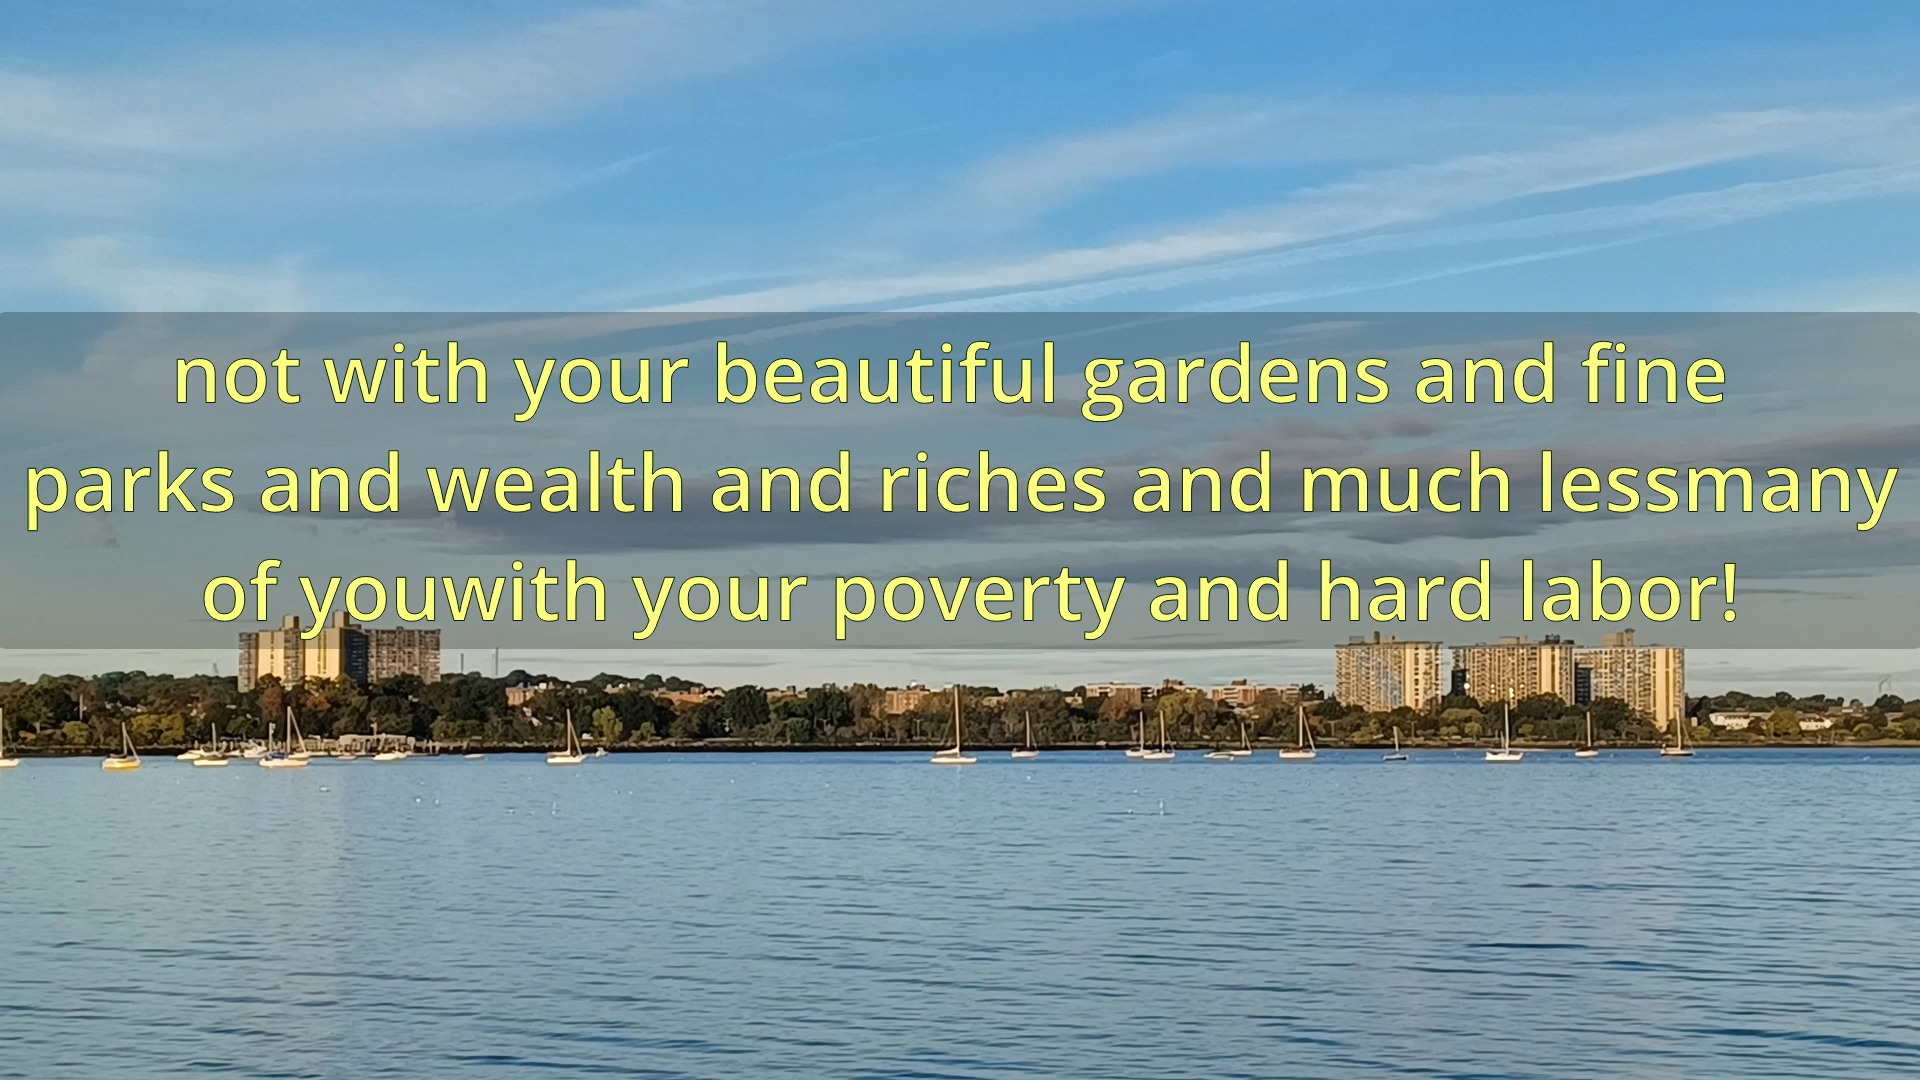 not with your beautiful gardens and fine
parks and wealth and riches and much lessmany
of youwith your poverty and hard labor!